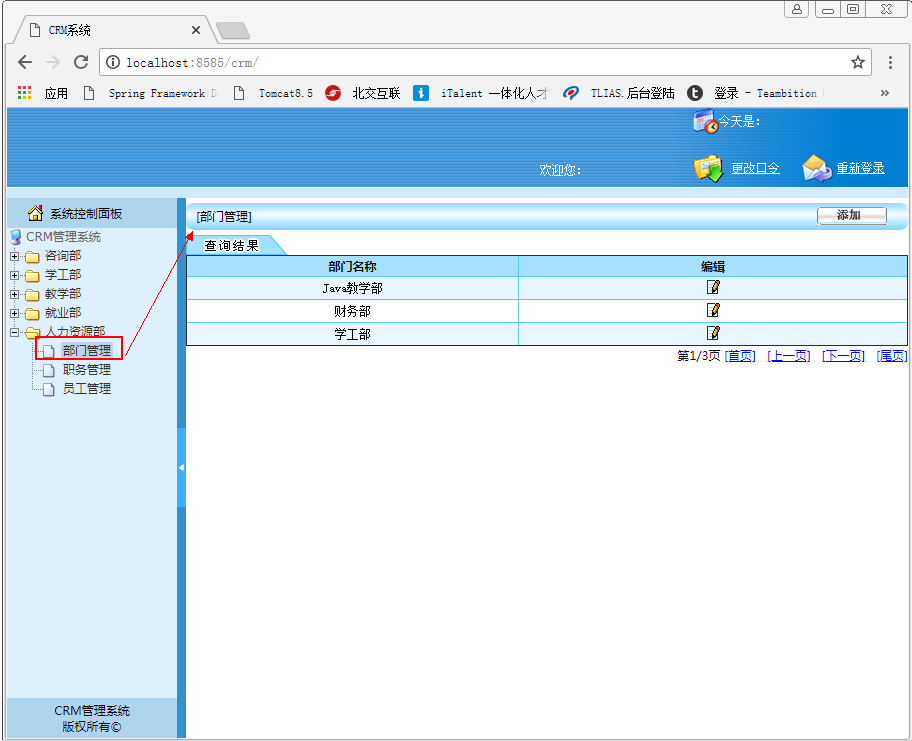 CRM系统
localhost:8585/crm/
应用 Spring Framework Tomcat8.5 北交互联 iTalent 一体化人才 TLIAS.后台登陆 登录 - Teambition »
今天是:
欢迎您: 更改口令 重新登录
系统控制面板 [部门管理] 添加
CRM管理系统
查询结果
咨询部
学工部
教学部
就业部
人力资源部
部门管理
职务管理
员工管理
部门名称 编辑
Java教学部
财务部
学工部
第1/3页 [首页] [上一页] [下一页] [尾页]
CRM管理系统
版权所有©